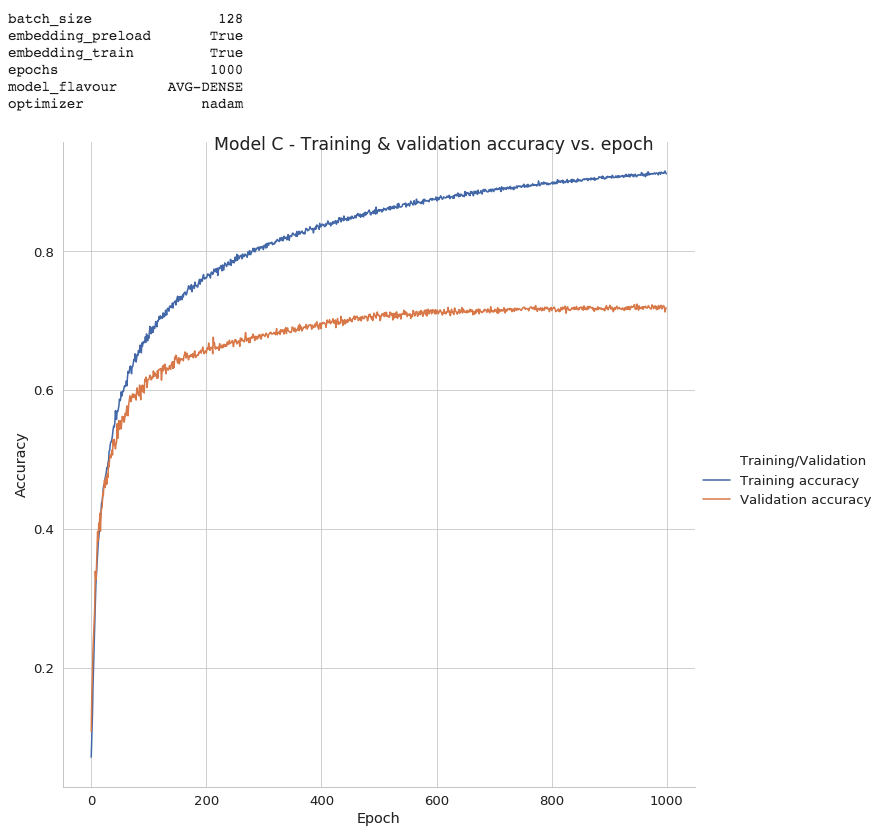 batch_size 128
embedding_preload True
embedding_train True
epochs 1000
model_flavour AVG-DENSE
optimizer nadam
Model C - Training & validation accuracy vs. epoch
0.8
0.6
0.4
0.2
Accuracy
0 200 400 600 800 1000
Epoch
Training/Validation
Training accuracy
Validation accuracy